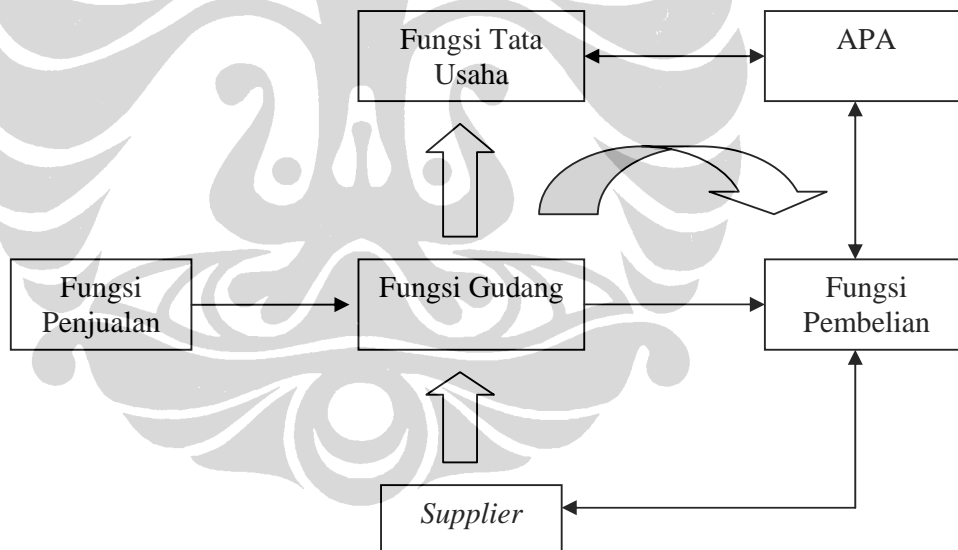 Fungsi Tata
Usaha
APA
Fungsi
Penjualan
Fungsi Gudang
Fungsi
Pembelian
Supplier